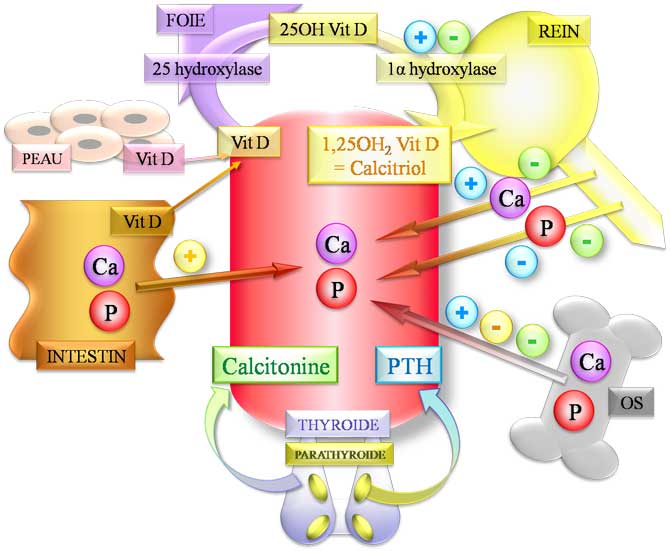 FOIE
25OH Vit D
+
-
REIN
25 hydroxylase
1α hydroxylase
PEAU
Vit D
Vit D
1,25OH₂ Vit D
= Calcitriol
-
+
Ca
P
-
-
Vit D
+
Ca
P
Ca
P
INTESTIN
+
-
-
Ca
P
OS
Calcitonine
PTH
THYROIDE
PARATHYROIDE